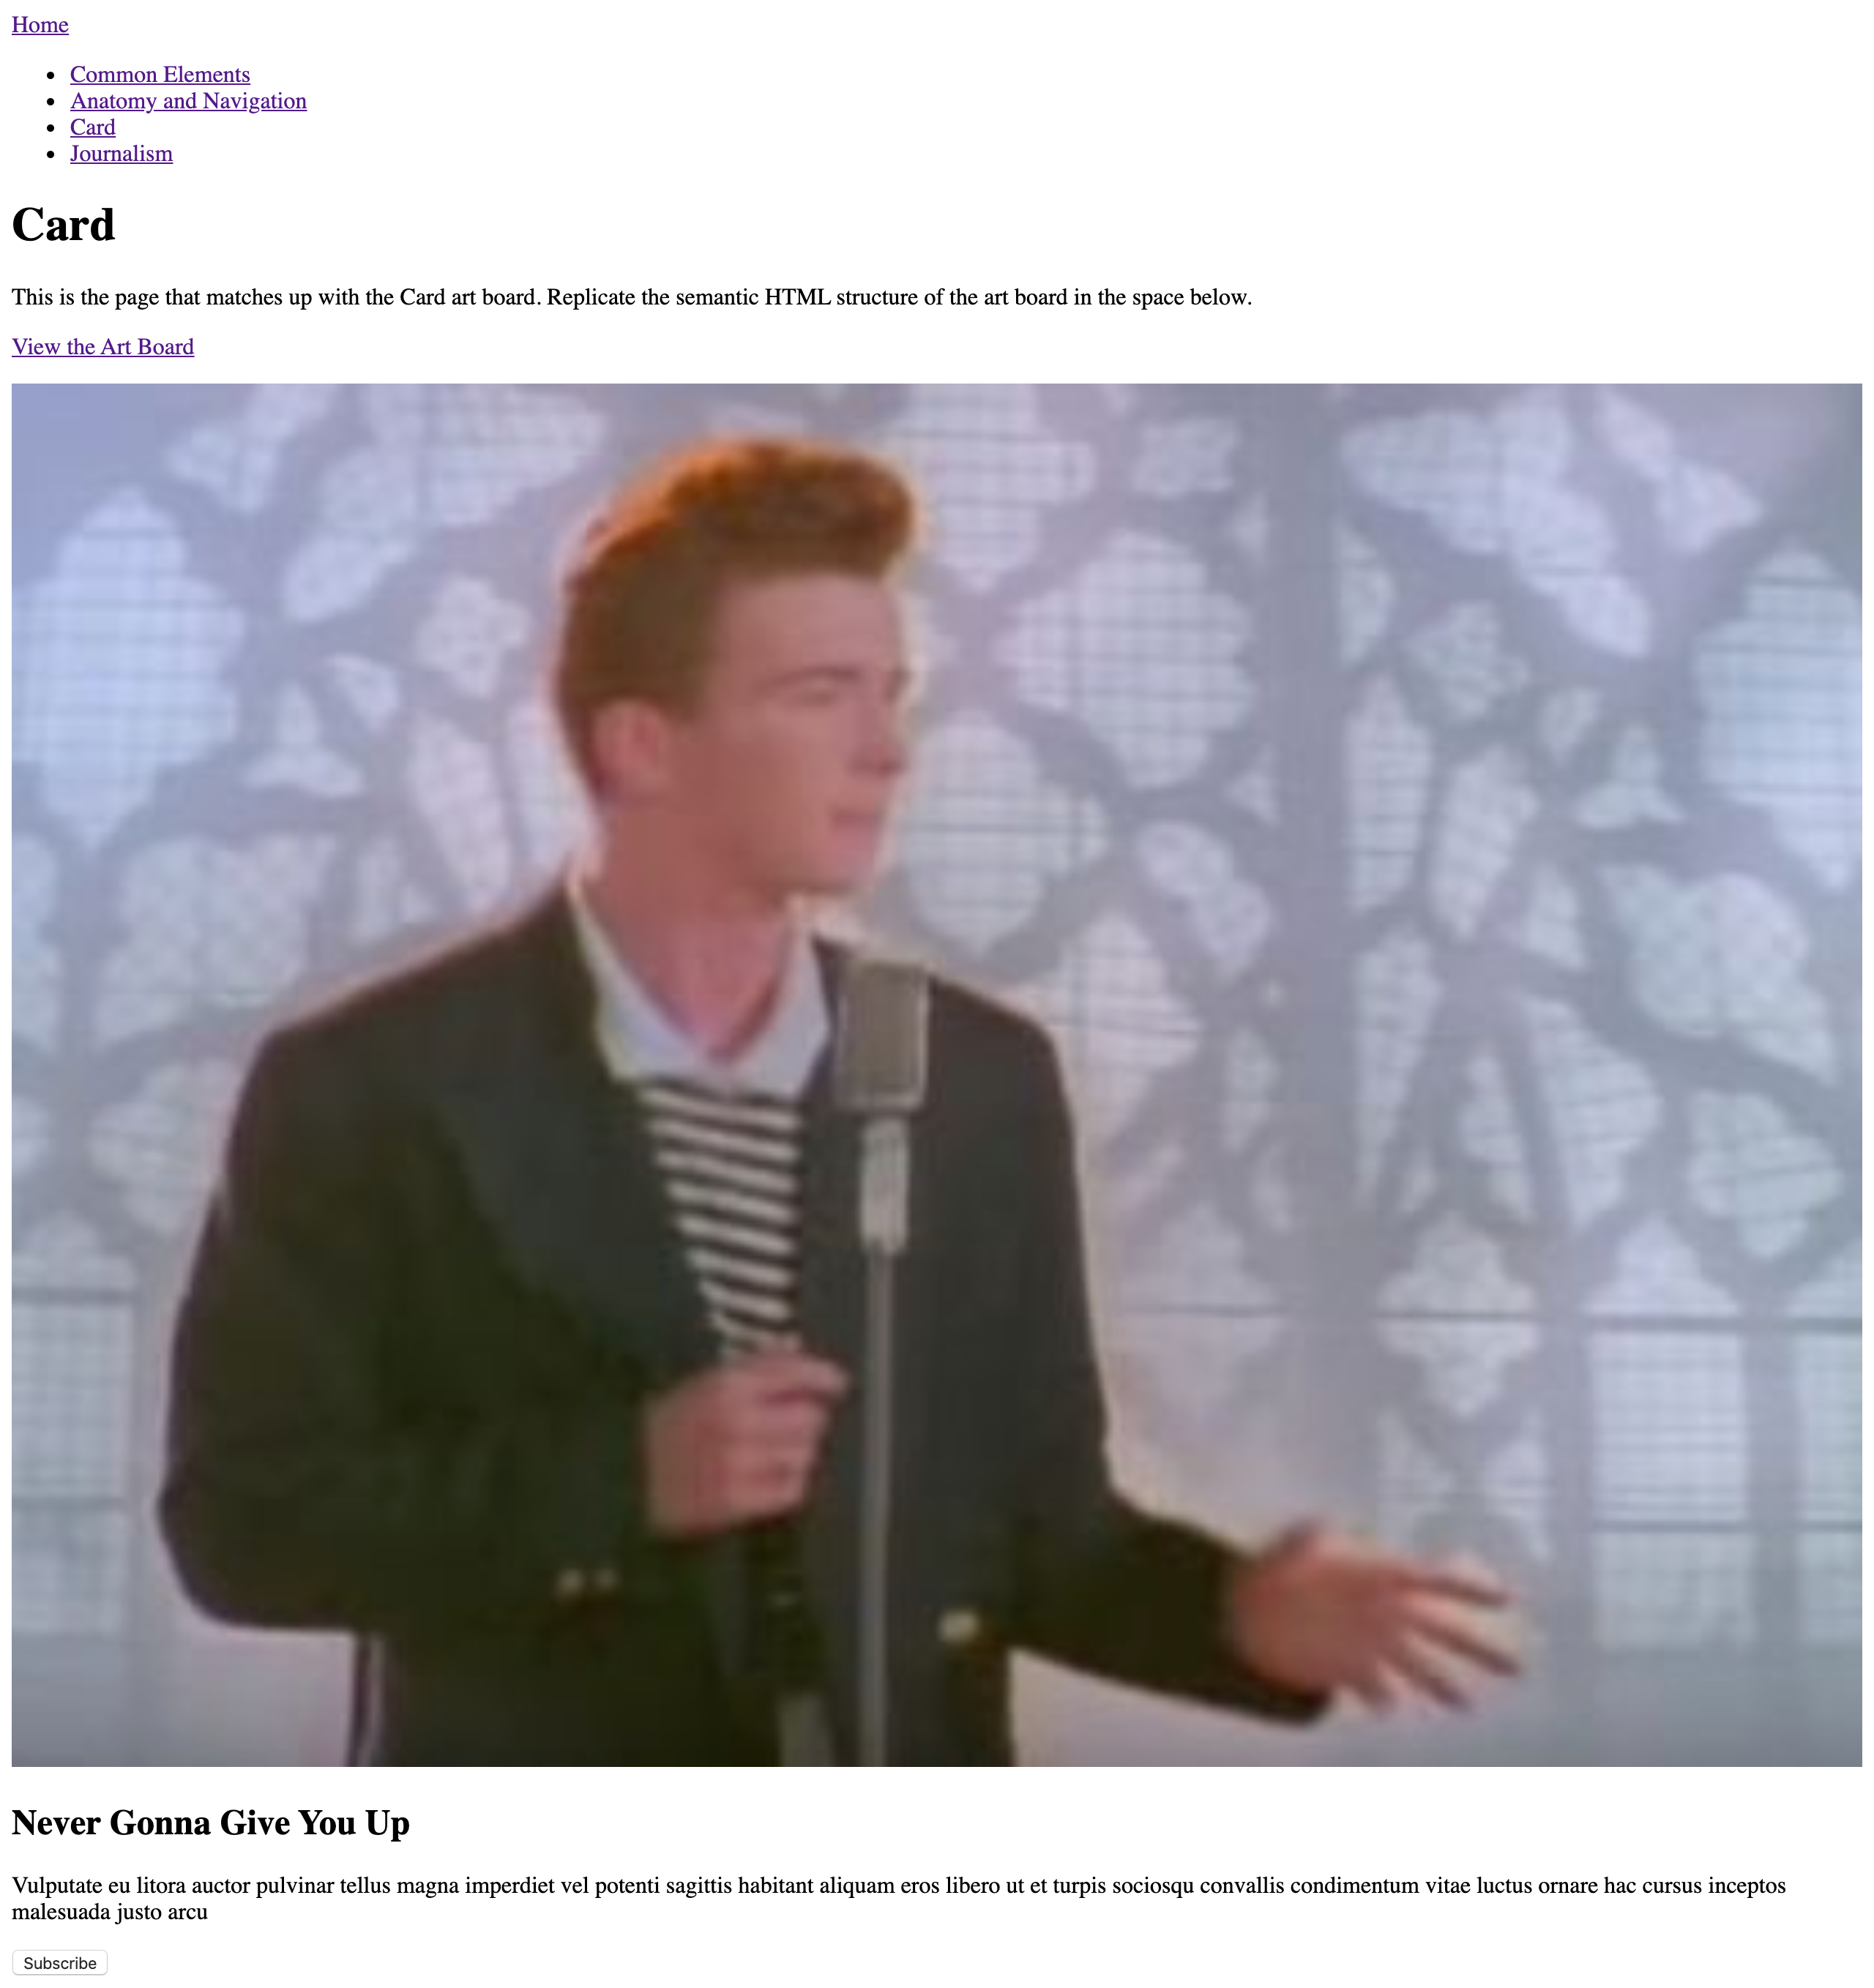 Home
Common Elements
Anatomy and Navigation
Card
Journalism
Card
This is the page that matches up with the Card art board. Replicate the semantic HTML structure of the art board in the space below.
View the Art Board
Never Gonna Give You Up
Vulputate eu litora auctor pulvinar tellus magna imperdiet vel potenti sagittis habitant aliquam eros libero ut et turpis sociosqu convallis condimentum vitae luctus ornare hac cursus inceptos
malesuada justo arcu
Subscribe